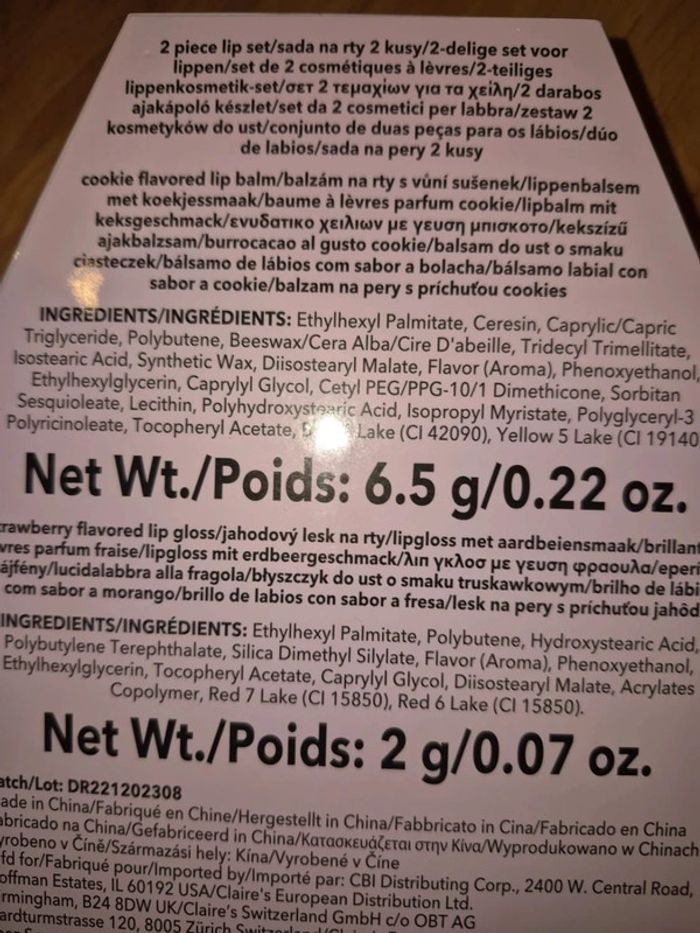 2 piece lip set/sada na rty 2 kusy/2-delige set voor
lippen/set de 2 cosmétiques à lèvres/2-teiliges
lippenkosmetik-set/σετ 2 τεμαχίων για τα χείλη/2 darabos
ajakápoló készlet/set da 2 cosmetici per labbra/zestaw 2
kosmetyków do ust/conjunto de duas peças para os lábios/dúo
de labios/sada na pery 2 kusy
cookie flavored lip balm/balzám na rty s vůní sušenek/lippenbalsem
met koekjessmaak/baume à lèvres parfum cookie/lipbalm mit
keksgeschmack/ενυδατικο χειλιων με γευση μπισκοτο/kekszízű
ajakbalzsam/burrocacao al gusto cookie/balsam do ust o smaku
ciasteczek/bálsamo de lábios com sabor a bolacha/bálsamo labial con
sabor a cookie/balzam na pery s príchuťou cookies
INGREDIENTS/INGRÉDIENTS: Ethylhexyl Palmitate, Ceresin, Caprylic/Capric
Triglyceride, Polybutene, Beeswax/Cera Alba/Cire D'abeille, Tridecyl Trimellitate,
Isostearic Acid, Synthetic Wax, Diisostearyl Malate, Flavor (Aroma), Phenoxyethanol,
Ethylhexylglycerin, Caprylyl Glycol, Cetyl PEG/PPG-10/1 Dimethicone, Sorbitan
Sesquioleate, Lecithin, Polyhydroxystearic Acid, Isopropyl Myristate, Polyglyceryl-3
Polyricinoleate, Tocopheryl Acetate, Lake (CI 42090), Yellow 5 Lake (CI 19140
Net Wt./Poids: 6.5 g/0.22 oz.
rawberry flavored lip gloss/jahodový lesk na rty/lipgloss met aardbeiensmaak/brillant
vres parfum fraise/lipgloss mit erdbeergeschmack/λιπ γκλοσ με γευση φραουλα/eperí
ájfény/lucidalabbra alla fragola/błyszczyk do ust o smaku truskawkowym/brilho de lábi
com sabor a morango/brillo de labios con sabor a fresa/lesk na pery s príchuťou jahôd
INGREDIENTS/INGRÉDIENTS: Ethylhexyl Palmitate, Polybutene, Hydroxystearic Acid,
Polybutylene Terephthalate, Silica Dimethyl Silylate, Flavor (Aroma), Phenoxyethanol,
Ethylhexylglycerin, Tocopheryl Acetate, Caprylyl Glycol, Diisostearyl Malate, Acrylates
Copolymer, Red 7 Lake (CI 15850), Red 6 Lake (CI 15850).
Net Wt./Poids: 2 g/0.07 oz.
atch/Lot: DR221202308
ade in China/Fabriqué en Chine/Hergestellt in China/Fabbricato in Cina/Fabricado en China
abricado na China/Gefabriceerd in China/Κατασκευάζεται στην Κίνα/Wyprodukowano w Chinach
yrobeno v Číně/Származási hely: Kína/Vyrobené v Číne
fd for/Fabriqué pour/Imported by/Importé par: CBI Distributing Corp., 2400 W. Central Road,
offman Estates, IL 60192 USA/Claire's European Distribution Ltd.
rmingham, B24 8DW UK/Claire's Switzerland GmbH c/o OBT AG
ardturmstrasse 120, 8005 Zürich Switzerland/Claire's